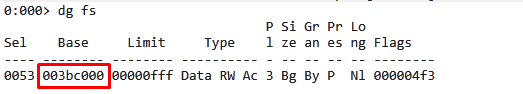 0:000> dg fs
P Si Gr Pr Lo
Sel Base Limit Type l ze an es ng Flags
---- -------- -------- ---------- - -- -- -- -- --------
0053 003bc000 00000fff Data RW Ac 3 Bg By P Nl 000004f3